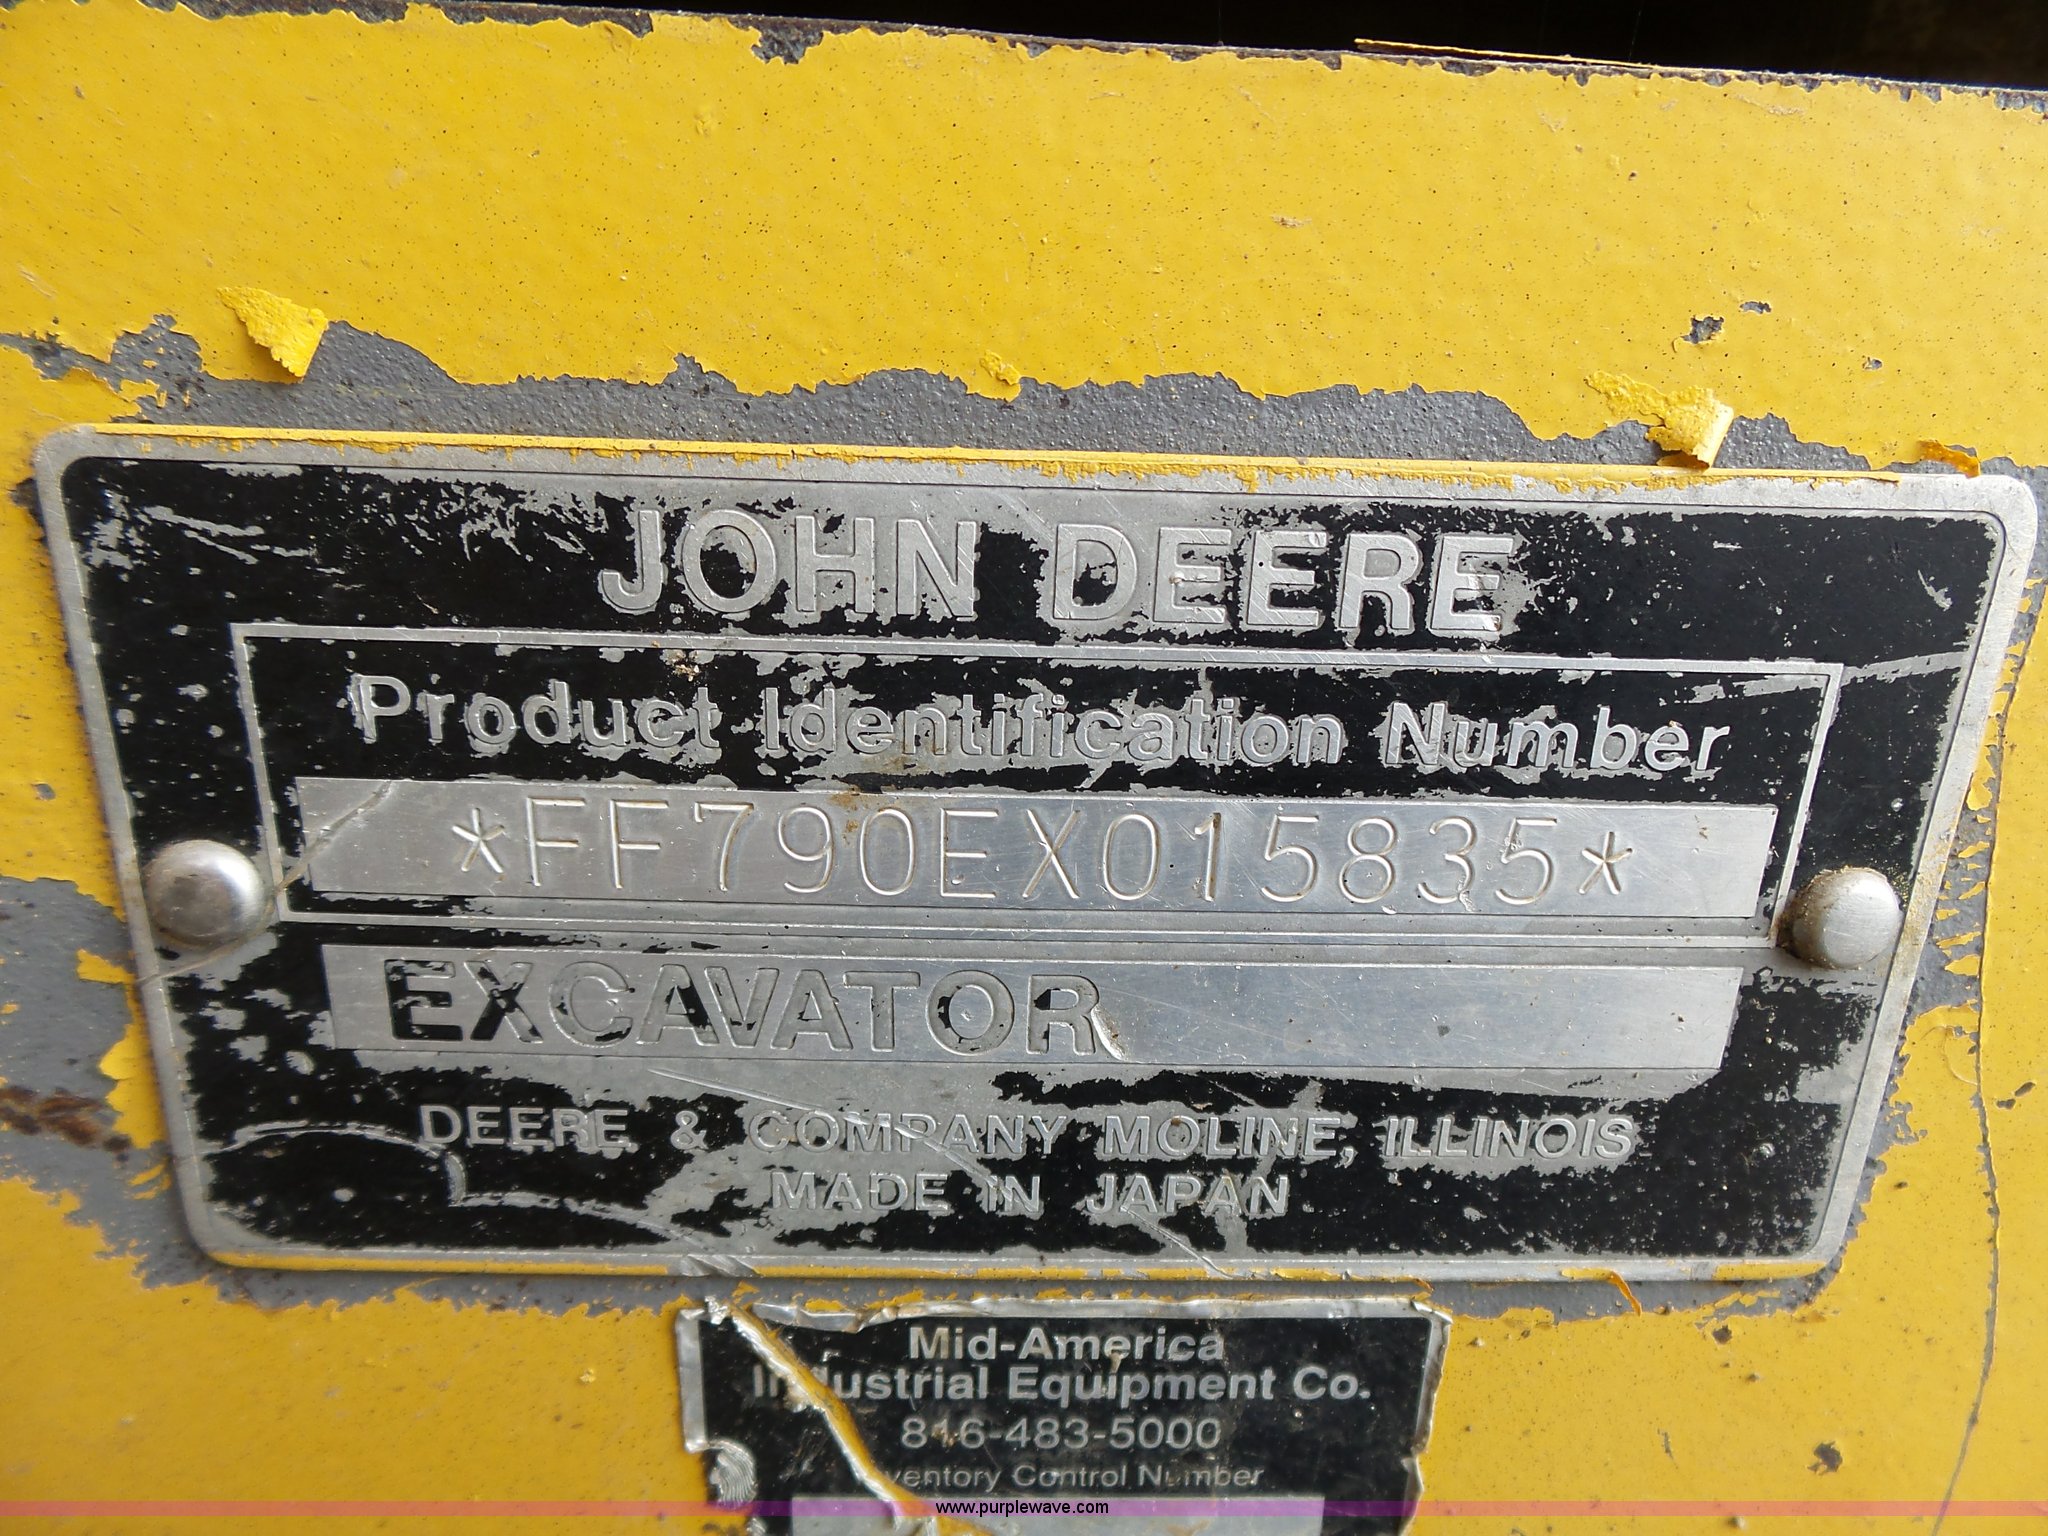 JOHN DEERE
Product Identification Number
*FF790EX015835*
EXCAVATOR
DEERE & COMPANY MOLINE, ILLINOIS
MADE IN JAPAN
Mid-America
Industrial Equipment Co.
816-483-5000
Inventory Control Number
www.purplewave.com